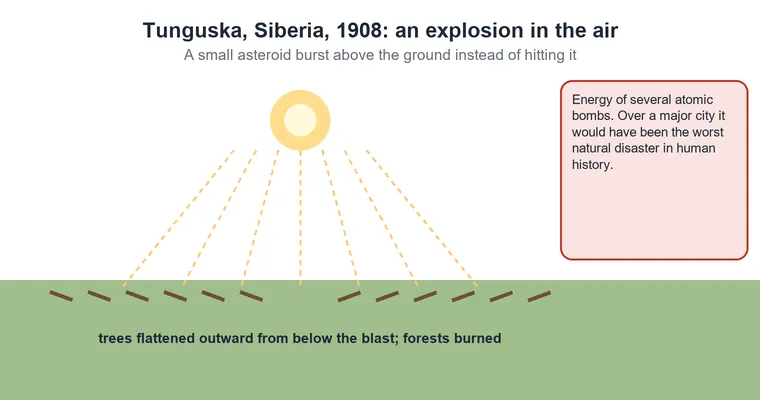 Tunguska, Siberia, 1908: an explosion in the air
A small asteroid burst above the ground instead of hitting it
Energy of several atomic
bombs. Over a major city it
would have been the worst
natural disaster in human
history.
trees flattened outward from below the blast; forests burned